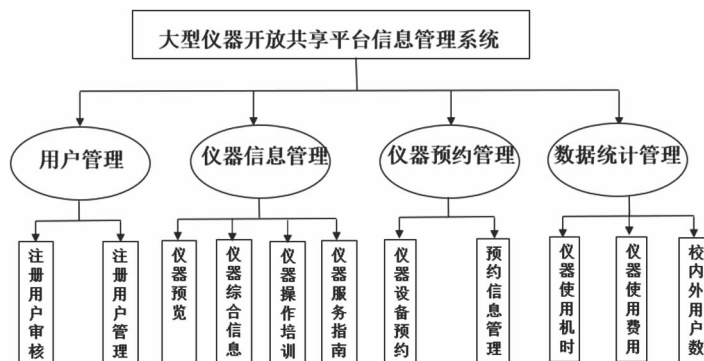 大型仪器开放共享平台信息管理系统
用户管理
仪器信息管理
仪器预约管理
数据统计管理
注册用户审核
注册用户管理
仪器预览
仪器综合信息
仪器操作培训
仪器服务指南
仪器设备预约
预约信息管理
仪器使用机时
仪器使用费用
校内外用户数